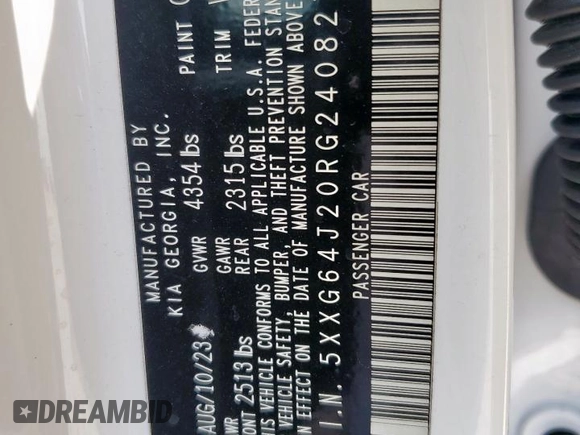 MANUFACTURED BY
KIA GEORGIA, INC.
AUG/10/23
GVWR 4354 lbs
PAINT
WR GAWR
ONT 2513 lbs REAR 2315 lbs
TRIM
IS VEHICLE CONFORMS TO ALL APPLICABLE U.S.A. FEDER
VEHICLE SAFETY, BUMPER, AND THEFT PREVENTION STAN
N EFFECT ON THE DATE OF MANUFACTURE SHOWN ABOVE
I.N. 5XXG64J20RG24082
PASSENGER CAR
DREAMBID